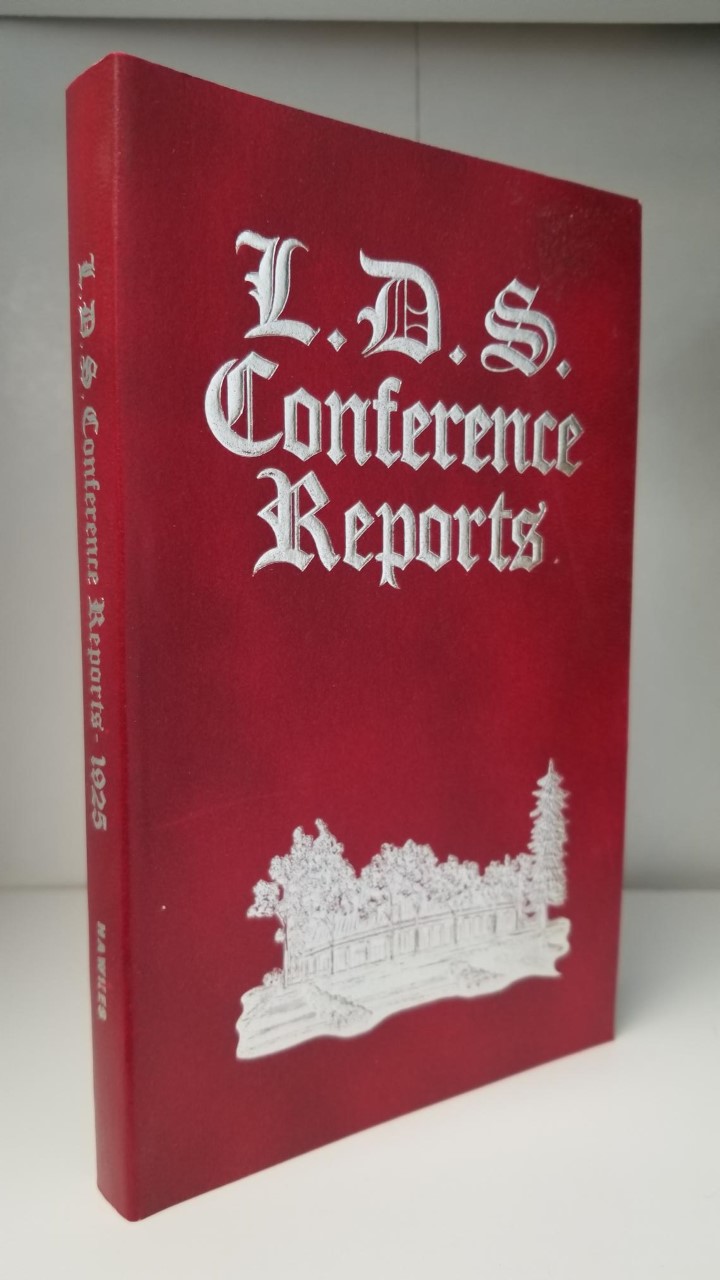 L.D.S.
Conference
Reports
L.D.S. Conference Reports - 1925
HAWKES